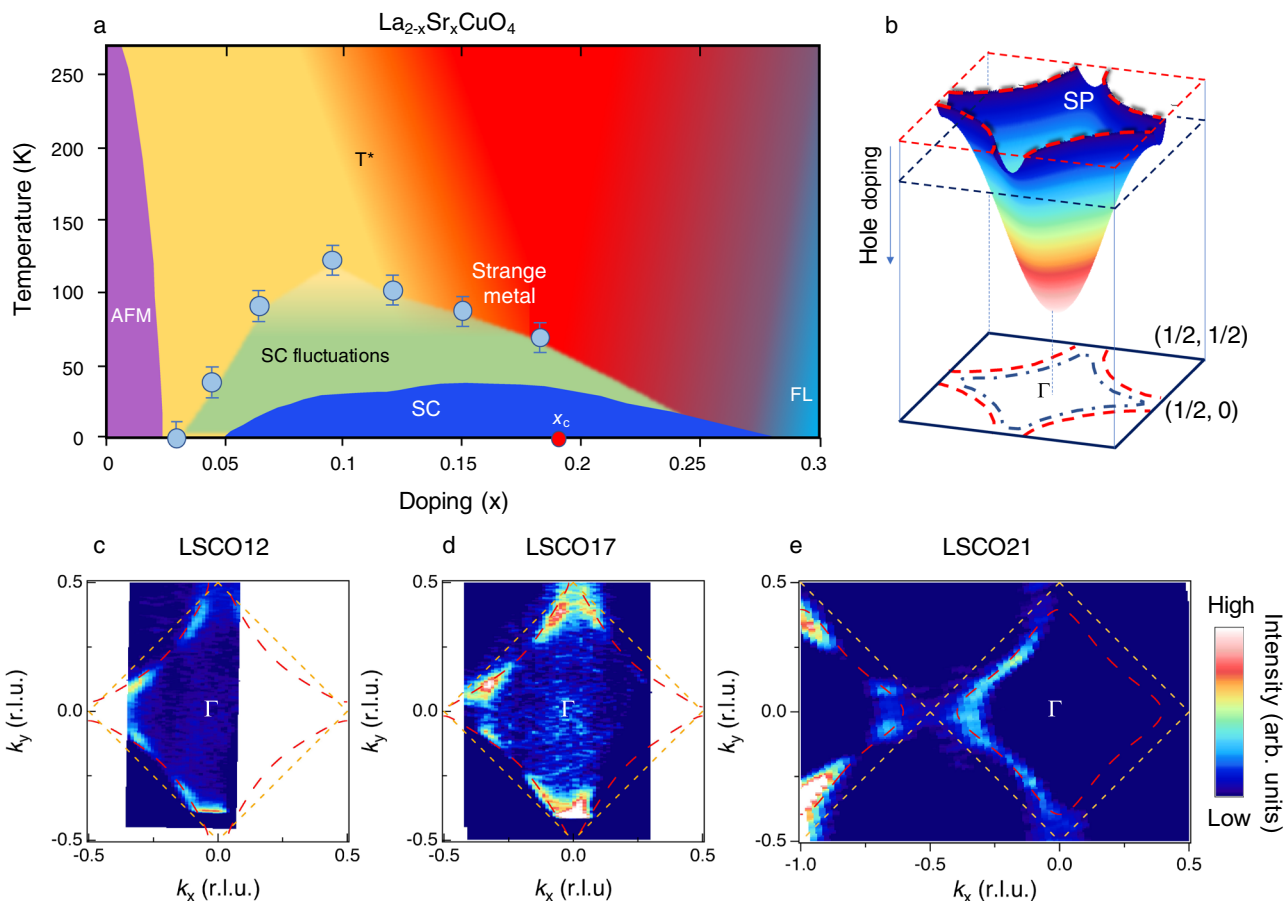 a
La2-xSrxCuO4
b
250
200
150
100
50
0
Temperature (K)
T*
AFM
Strange
metal
SC fluctuations
SC
xc
FL
0
0.05
0.1
0.15
0.2
0.25
0.3
Doping (x)
SP
Hole doping
(1/2, 1/2)
Γ
(1/2, 0)
c
LSCO12
d
LSCO17
e
LSCO21
0.5
0.0
-0.5
ky (r.l.u.)
Γ
-0.5
0.0
0.5
kx (r.l.u.)
0.5
0.0
-0.5
ky (r.l.u.)
Γ
-0.5
0.0
0.5
kx (r.l.u.)
0.5
0.0
-0.5
ky (r.l.u.)
Γ
-1.0
-0.5
0.0
0.5
kx (r.l.u.)
High
Low
Intensity (arb. units)